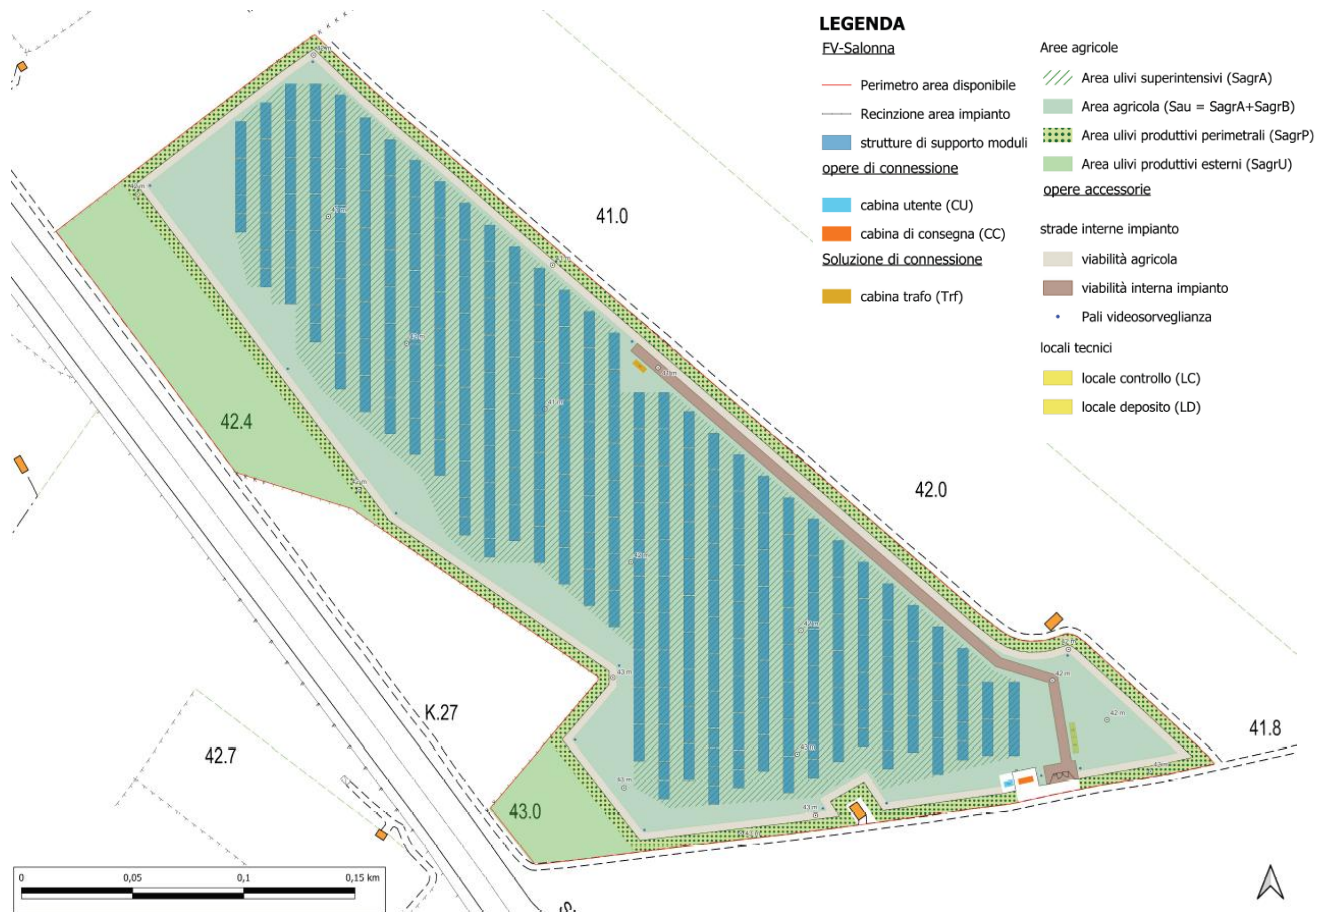 LEGENDA
FV-Salonna
Perimetro area disponibile
Recinzione area impianto
strutture di supporto moduli
opere di connessione
cabina utente (CU)
cabina di consegna (CC)
Soluzione di connessione
cabina trafo (Trf)
Aree agricole
Area ulivi superintensivi (SagrA)
Area agricola (Sau = SagrA+SagrB)
Area ulivi produttivi perimetrali (SagrP)
Area ulivi produttivi esterni (SagrU)
opere accessorie
strade interne impianto
viabilità agricola
viabilità interna impianto
Pali videosorveglianza
locali tecnici
locale controllo (LC)
locale deposito (LD)
41.0
42.4
42.0
K.27
42.7
43.0
41.8
43 m
42 m
42 m
43 m
0 0,05 0,1 0,15 km